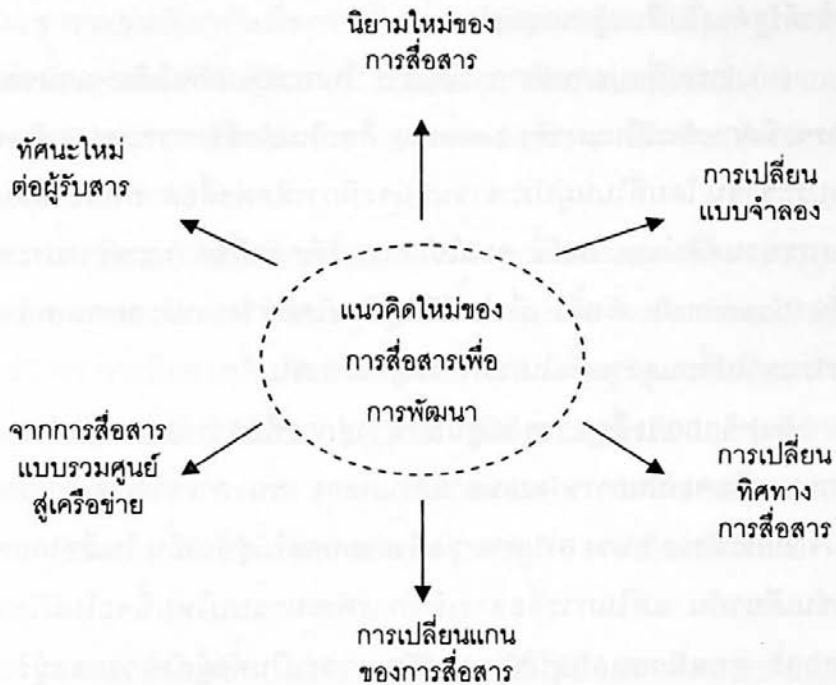 นิยามใหม่ของ
การสื่อสาร
ทัศนะใหม่
ต่อผู้รับสาร
การเปลี่ยน
แบบจำลอง
แนวคิดใหม่ของ
การสื่อสารเพื่อ
การพัฒนา
จากการสื่อสาร
แบบรวมศูนย์
สู่เครือข่าย
การเปลี่ยน
ทิศทาง
การสื่อสาร
การเปลี่ยนแกน
ของการสื่อสาร